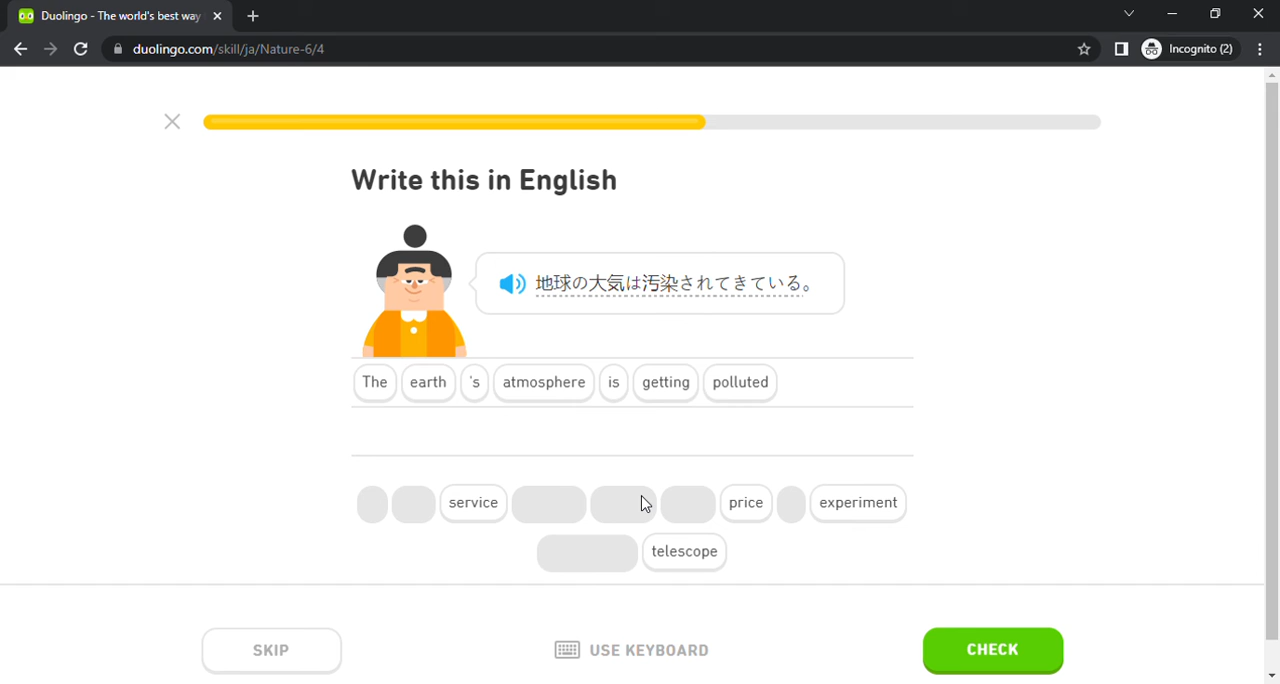 Duolingo - The world's best way
duolingo.com/skill/ja/Nature-6/4
Incognito (2)
Write this in English
地球の大気は汚染されてきている。
The earth 's atmosphere is getting polluted
service price experiment
telescope
SKIP USE KEYBOARD CHECK